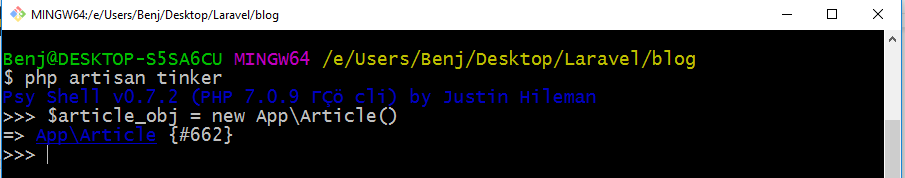 MINGW64:/e/Users/Benj/Desktop/Laravel/blog
Benj@DESKTOP-S5SA6CU MINGW64 /e/Users/Benj/Desktop/Laravel/blog
$ php artisan tinker
Psy Shell v0.7.2 (PHP 7.0.9 ΓÇö cli) by Justin Hileman
>>> $article_obj = new App\Article()
=> App\Article {#662}
>>>